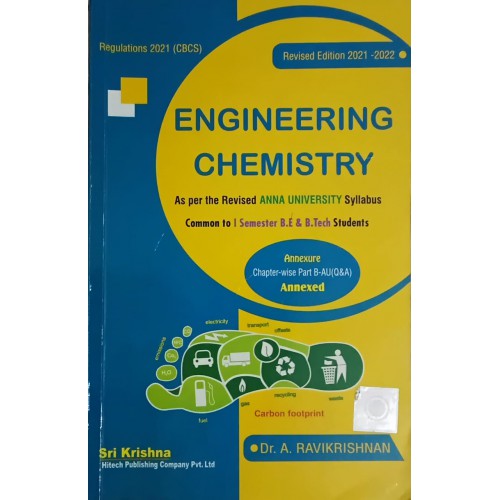 Regulations 2021 (CBCS)
Revised Edition 2021 -2022
ENGINEERING
CHEMISTRY
As per the Revised ANNA UNIVERSITY Syllabus
Common to I Semester B.E & B.Tech Students
Annexure
Chapter-wise Part B-AU(Q&A)
Annexed
electricity
transport
offsets
H₂O
fuel
gas
recycling
waste
Carbon footprint
Dr. A. RAVIKRISHNAN
Sri Krishna
Hitech Publishing Company Pvt. Ltd